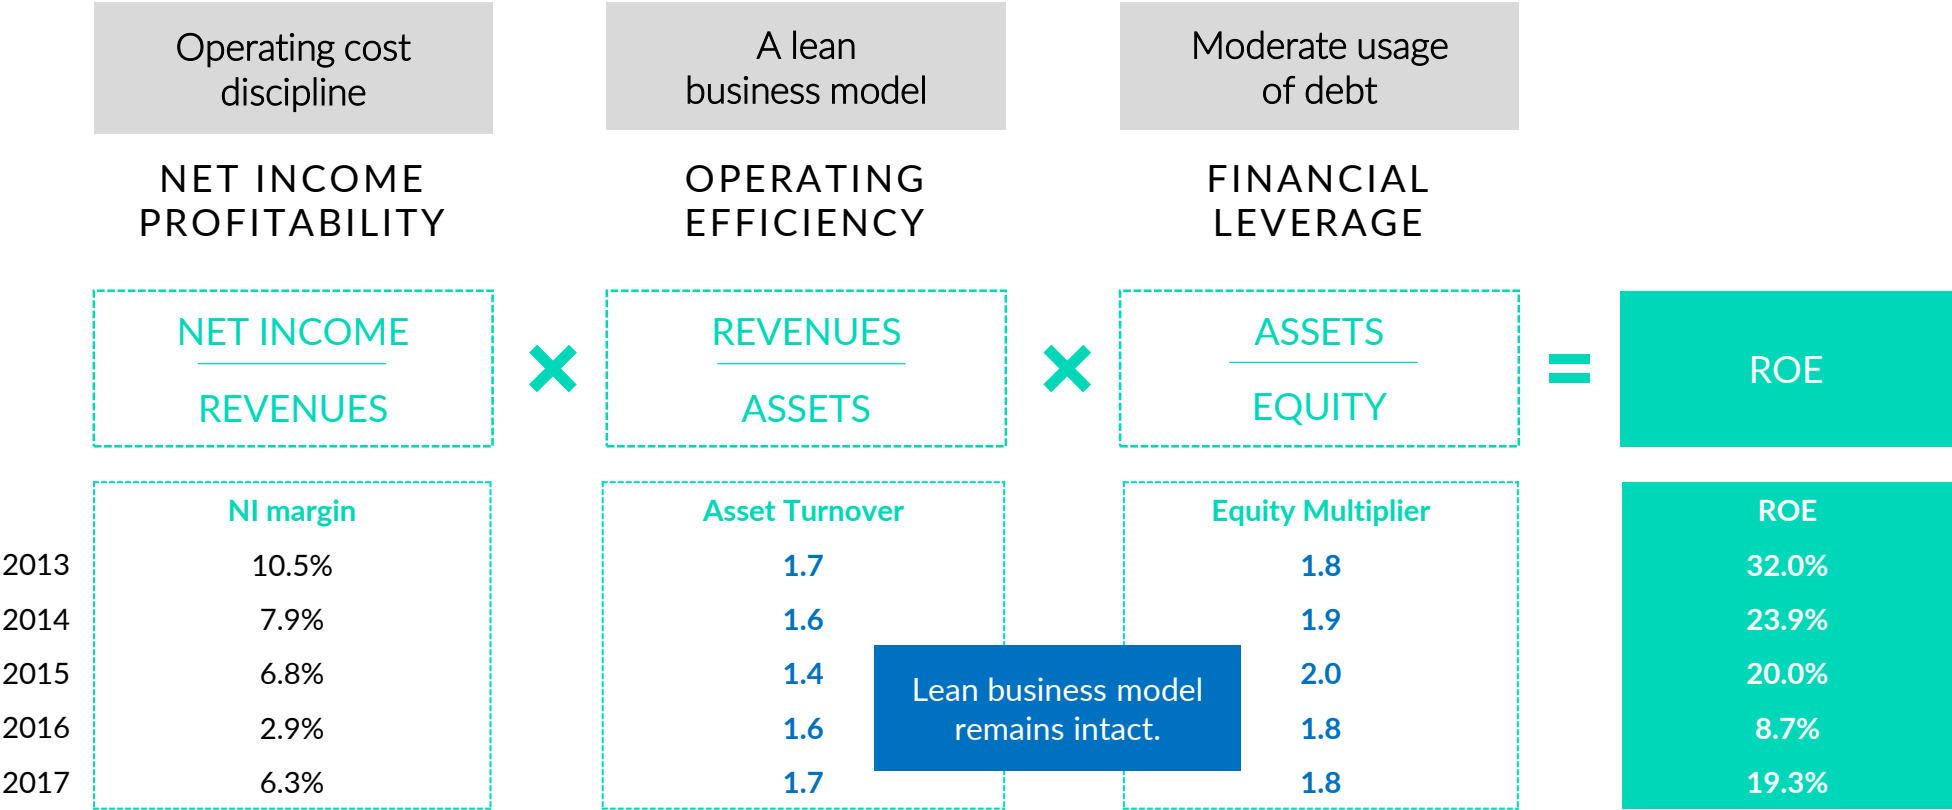 Operating cost
discipline
A lean
business model
Moderate usage
of debt
NET INCOME
PROFITABILITY
OPERATING
EFFICIENCY
FINANCIAL
LEVERAGE
NET INCOME
REVENUES
×
REVENUES
ASSETS
×
ASSETS
EQUITY
=
ROE
NI margin Asset Turnover Equity Multiplier ROE
2013 10.5% 1.7 1.8 32.0%
2014 7.9% 1.6 1.9 23.9%
2015 6.8% 1.4 2.0 20.0%
2016 2.9% 1.6 1.8 8.7%
2017 6.3% 1.7 1.8 19.3%
Lean business model
remains intact.